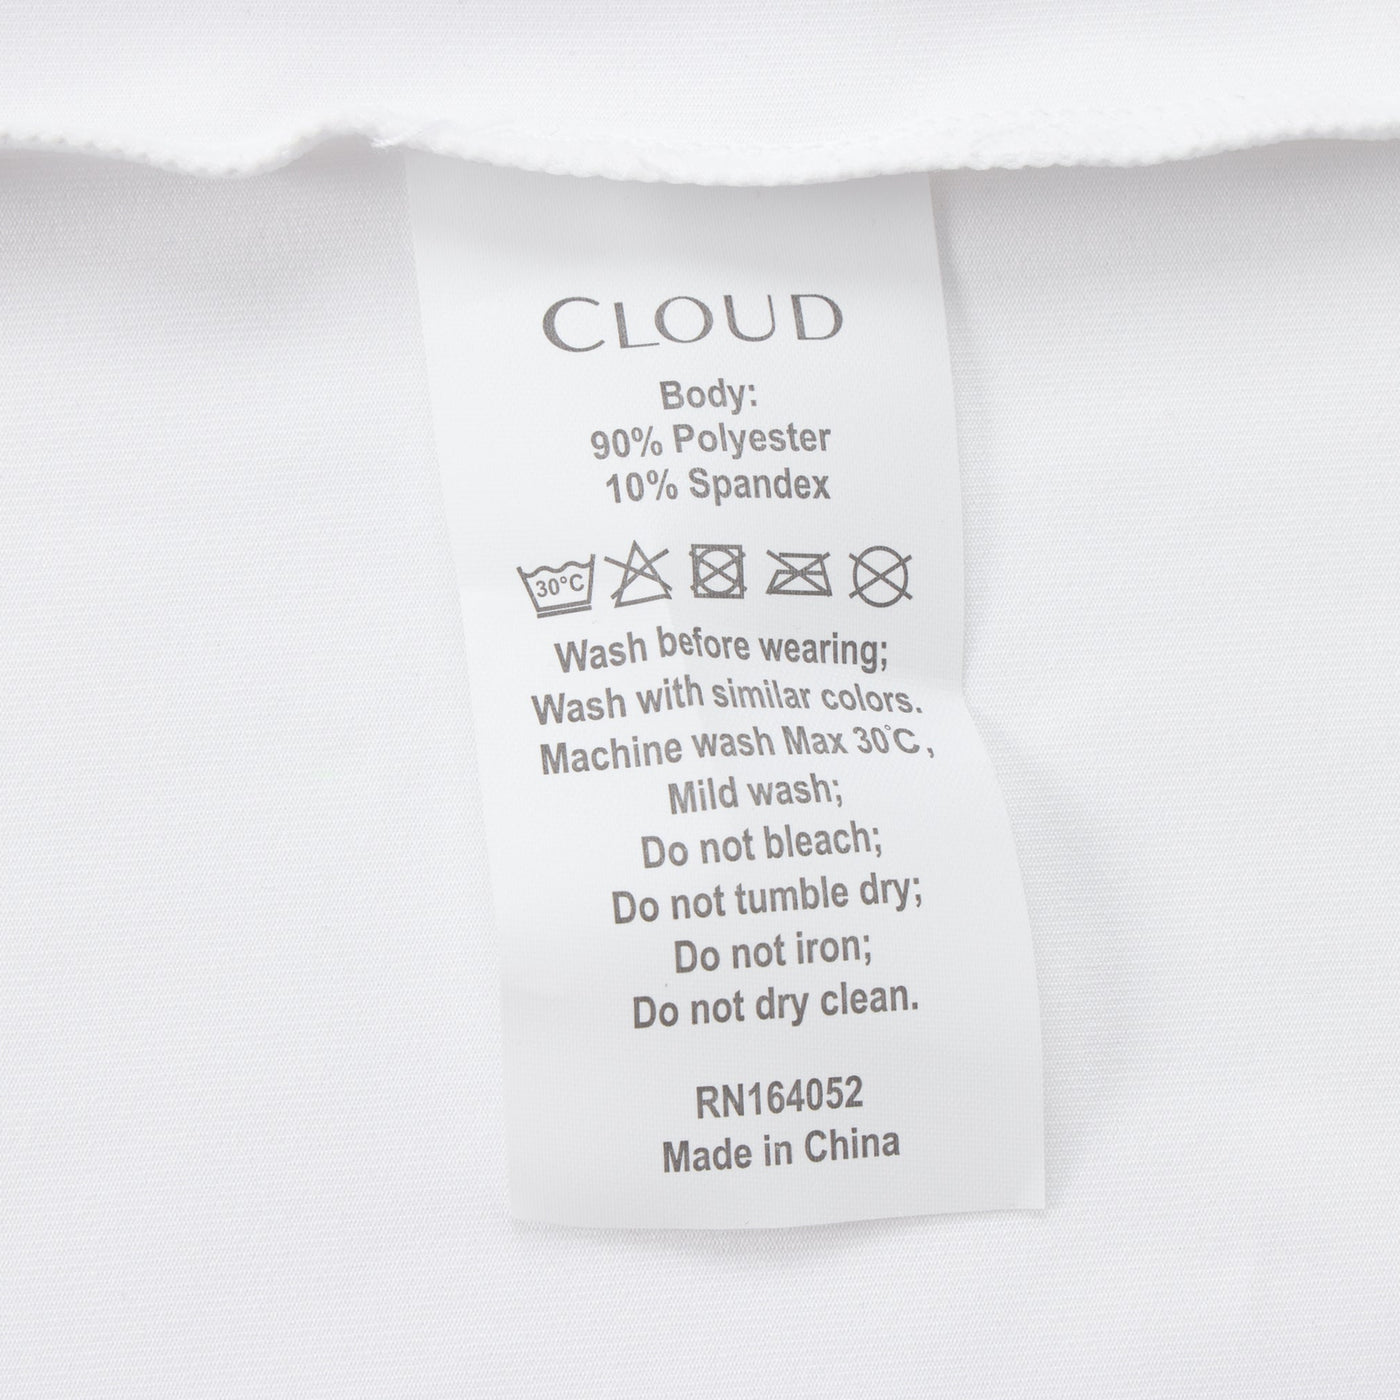 CLOUD
Body:
90% Polyester
10% Spandex
30°C
Wash before wearing;
Wash with similar colors.
Machine wash Max 30℃,
Mild wash;
Do not bleach;
Do not tumble dry;
Do not iron;
Do not dry clean.
RN164052
Made in China